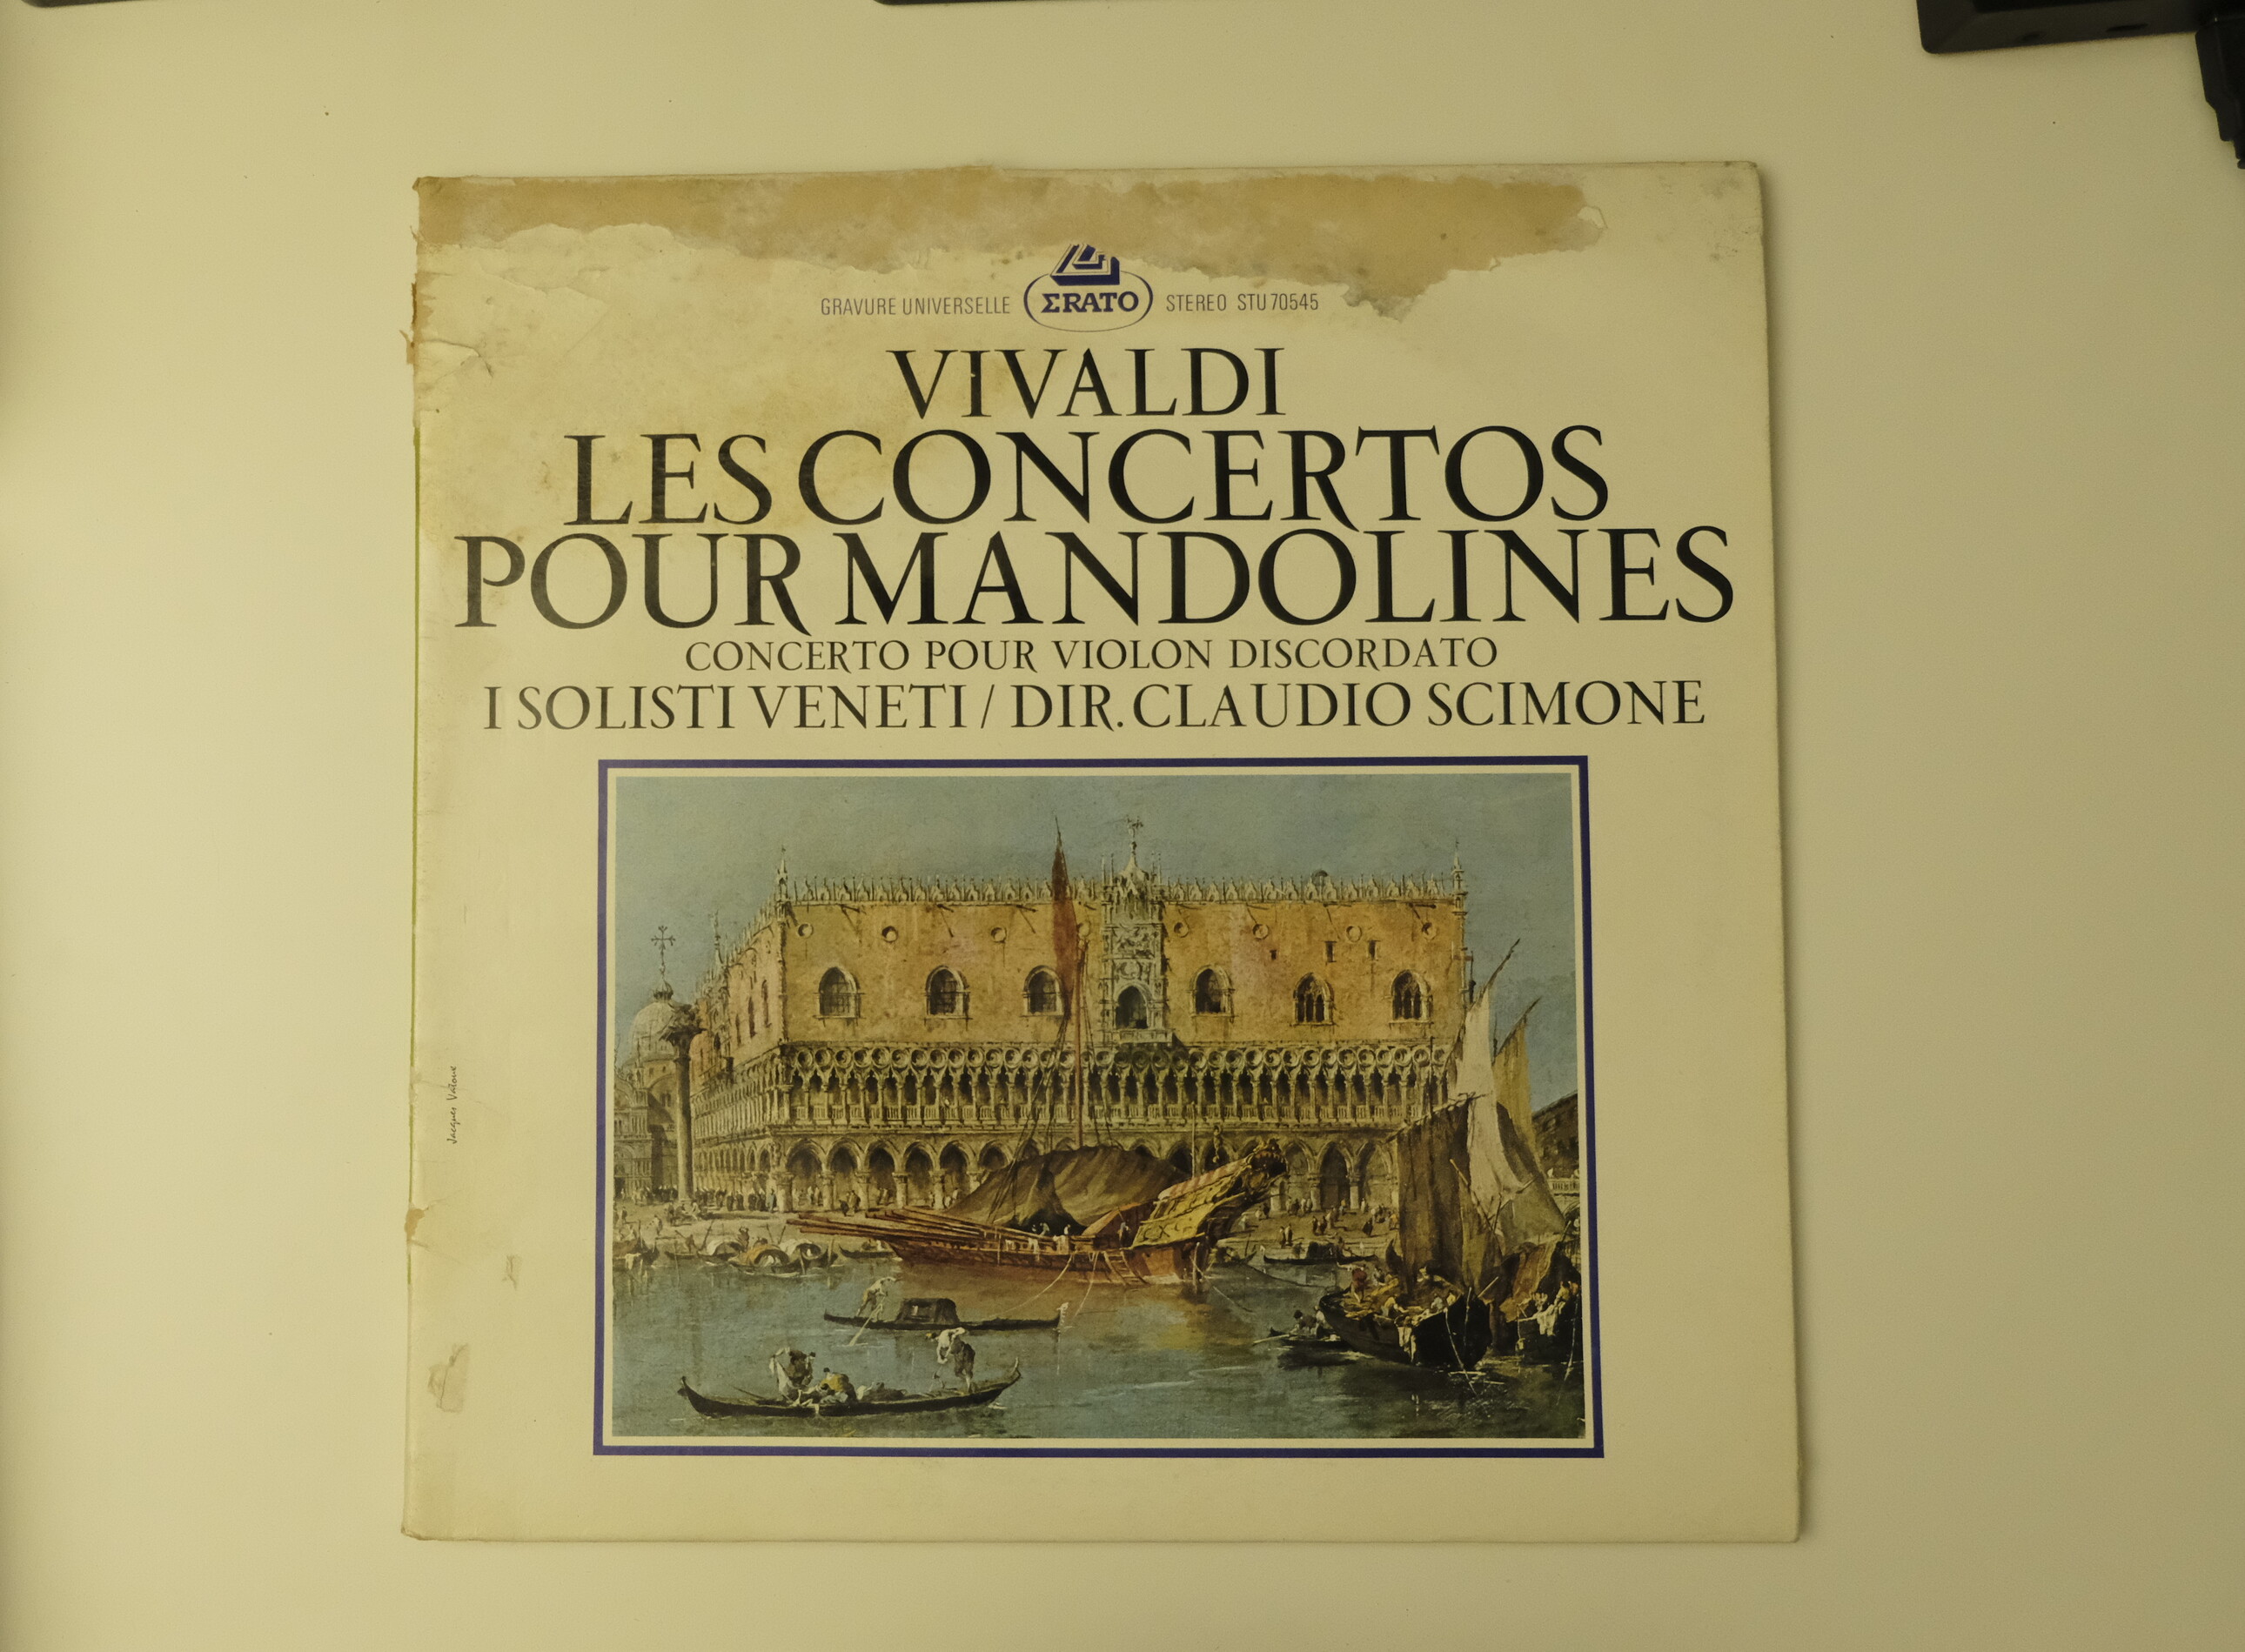 GRAVURE UNIVERSELLE ΣRATO STEREO STU 70545
VIVALDI
LES CONCERTOS
POUR MANDOLINES
CONCERTO POUR VIOLON DISCORDATO
I SOLISTI VENETI / DIR. CLAUDIO SCIMONE
Jacques